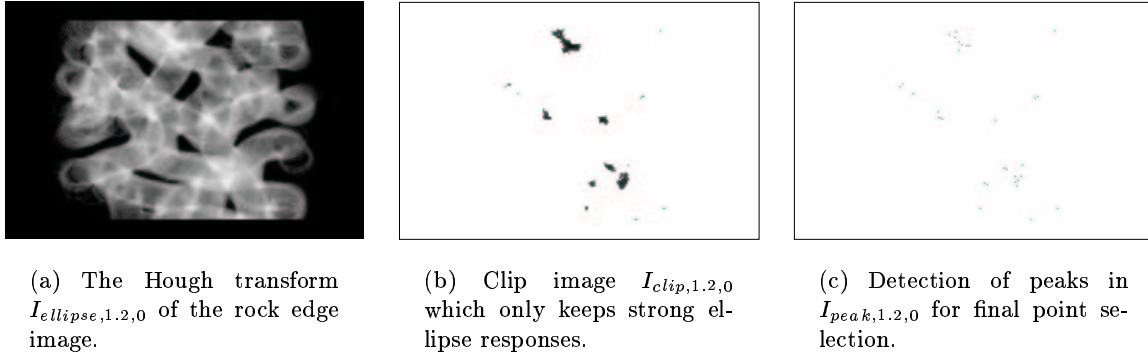 (a) The Hough transform
I_{ellipse,1.2,0} of the rock edge
image.
(b) Clip image I_{clip,1.2,0}
which only keeps strong el-
lipse responses.
(c) Detection of peaks in
I_{peak,1.2,0} for final point se-
lection.